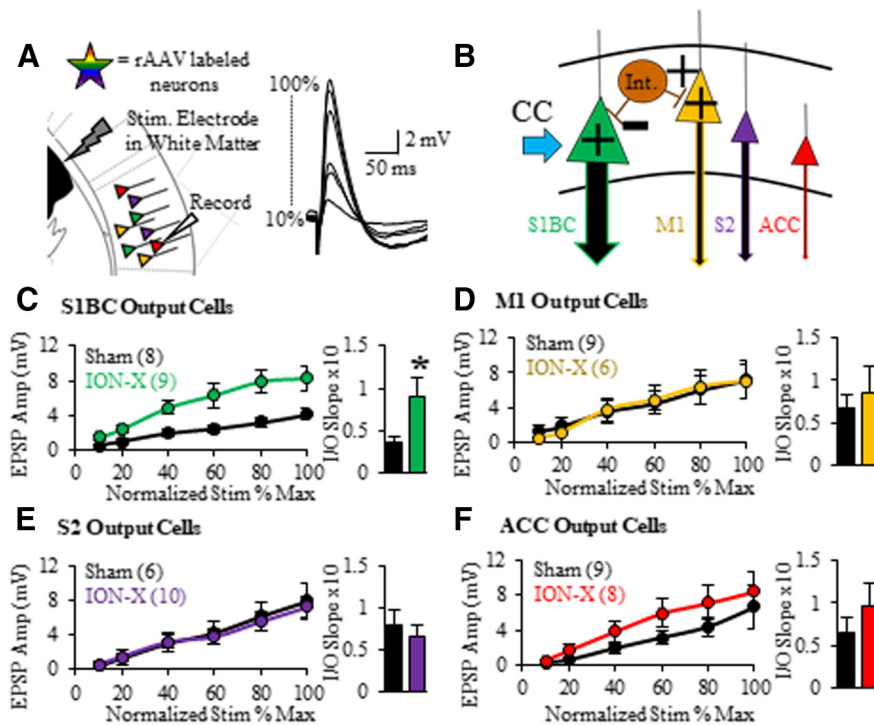 A
= rAAV labeled
neurons
100%
Stim. Electrode
in White Matter
2 mV
50 ms
Record
10%
B
Int.
CC
S1BC
M1
S2
ACC
C
S1BC Output Cells
EPSP Amp (mV)
12
8
4
0
Sham (8)
ION-X (9)
0 20 40 60 80 100
Normalized Stim % Max
I/O Slope x10
1.5
1
0.5
0
*
D
M1 Output Cells
EPSP Amp (mV)
12
8
4
0
Sham (9)
ION-X (6)
0 20 40 60 80 100
Normalized Stim % Max
I/O Slope x10
1.5
1
0.5
0
E
S2 Output Cells
EPSP Amp (mV)
12
8
4
0
Sham (6)
ION-X (10)
0 20 40 60 80 100
Normalized Stim % Max
I/O Slope x10
1.5
1
0.5
0
F
ACC Output Cells
EPSP Amp (mV)
12
8
4
0
Sham (9)
ION-X (8)
0 20 40 60 80 100
Normalized Stim % Max
I/O Slope x10
1.5
1
0.5
0